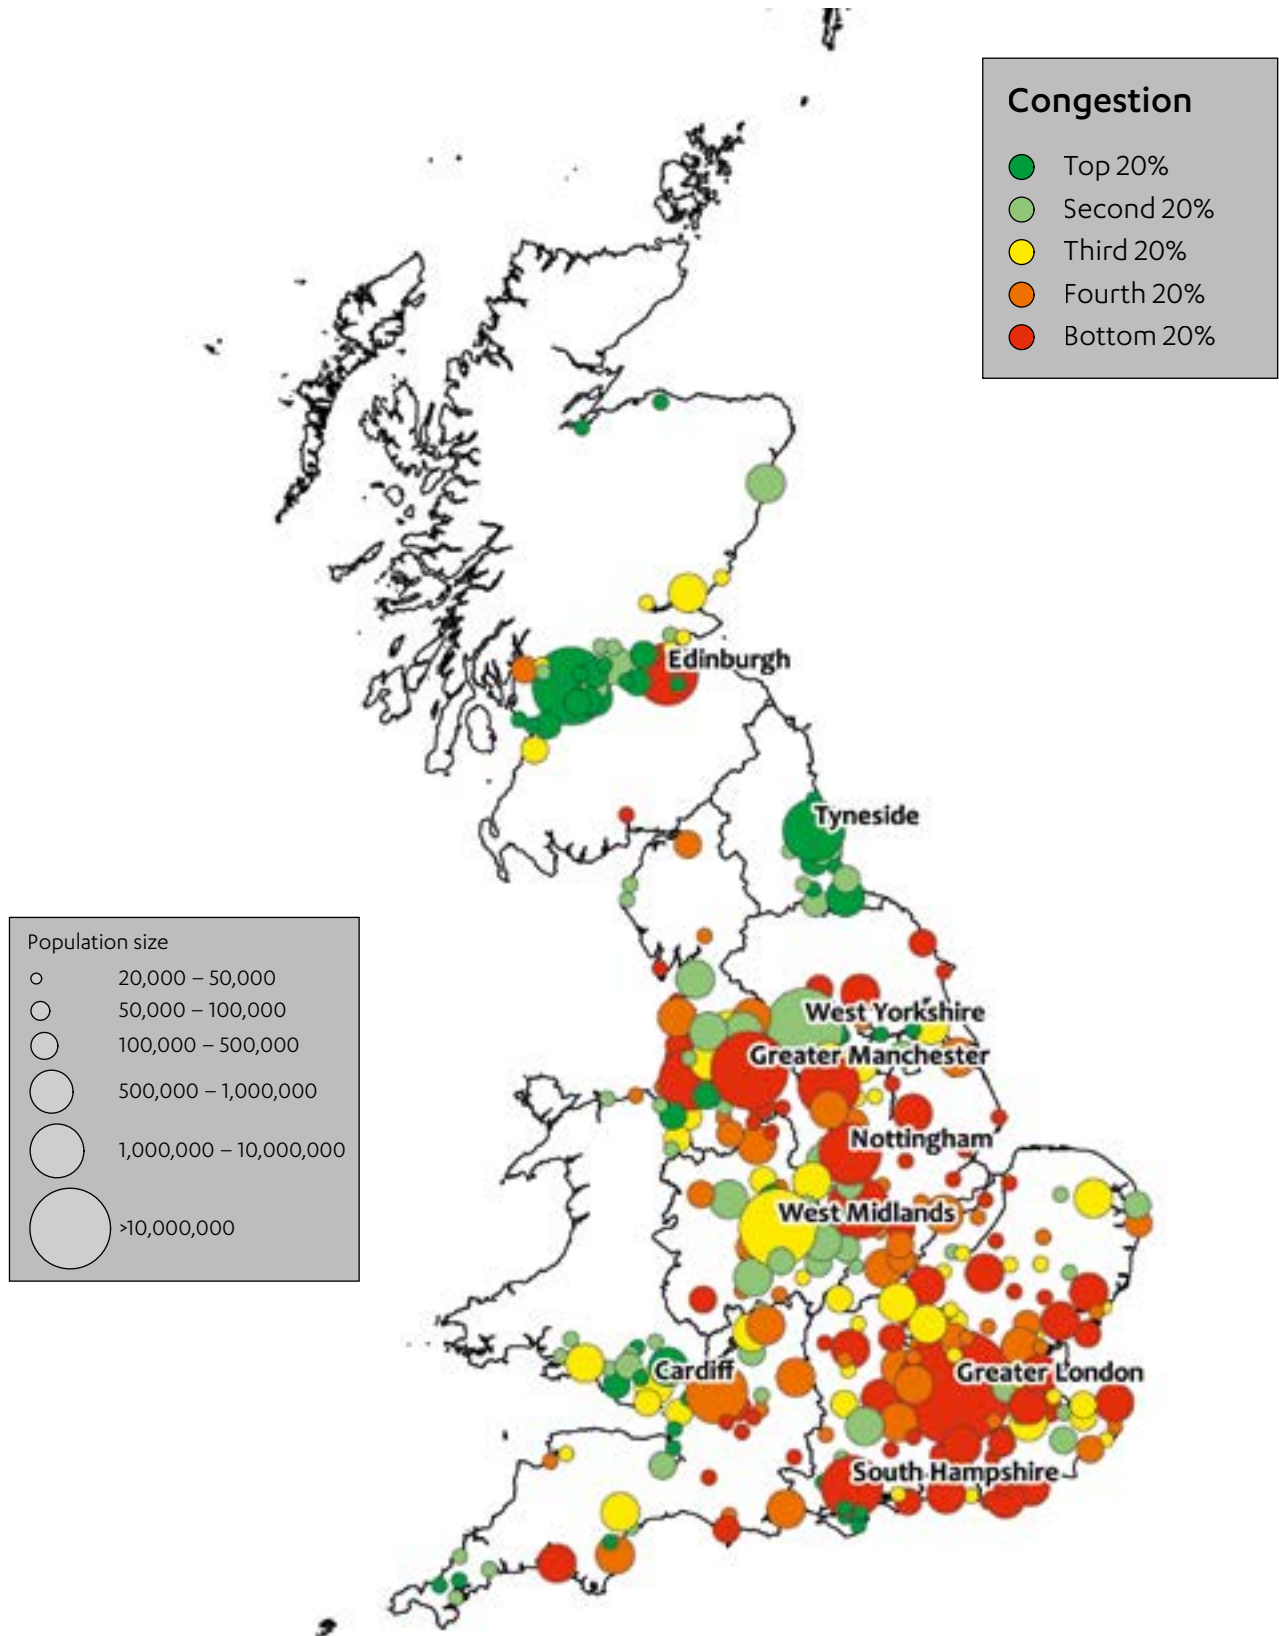 Congestion
Top 20%
Second 20%
Third 20%
Fourth 20%
Bottom 20%
Edinburgh
Tyneside
Population size
20,000 – 50,000
50,000 – 100,000
100,000 – 500,000
500,000 – 1,000,000
1,000,000 – 10,000,000
>10,000,000
West Yorkshire
Greater Manchester
Nottingham
West Midlands
Cardiff
Greater London
South Hampshire